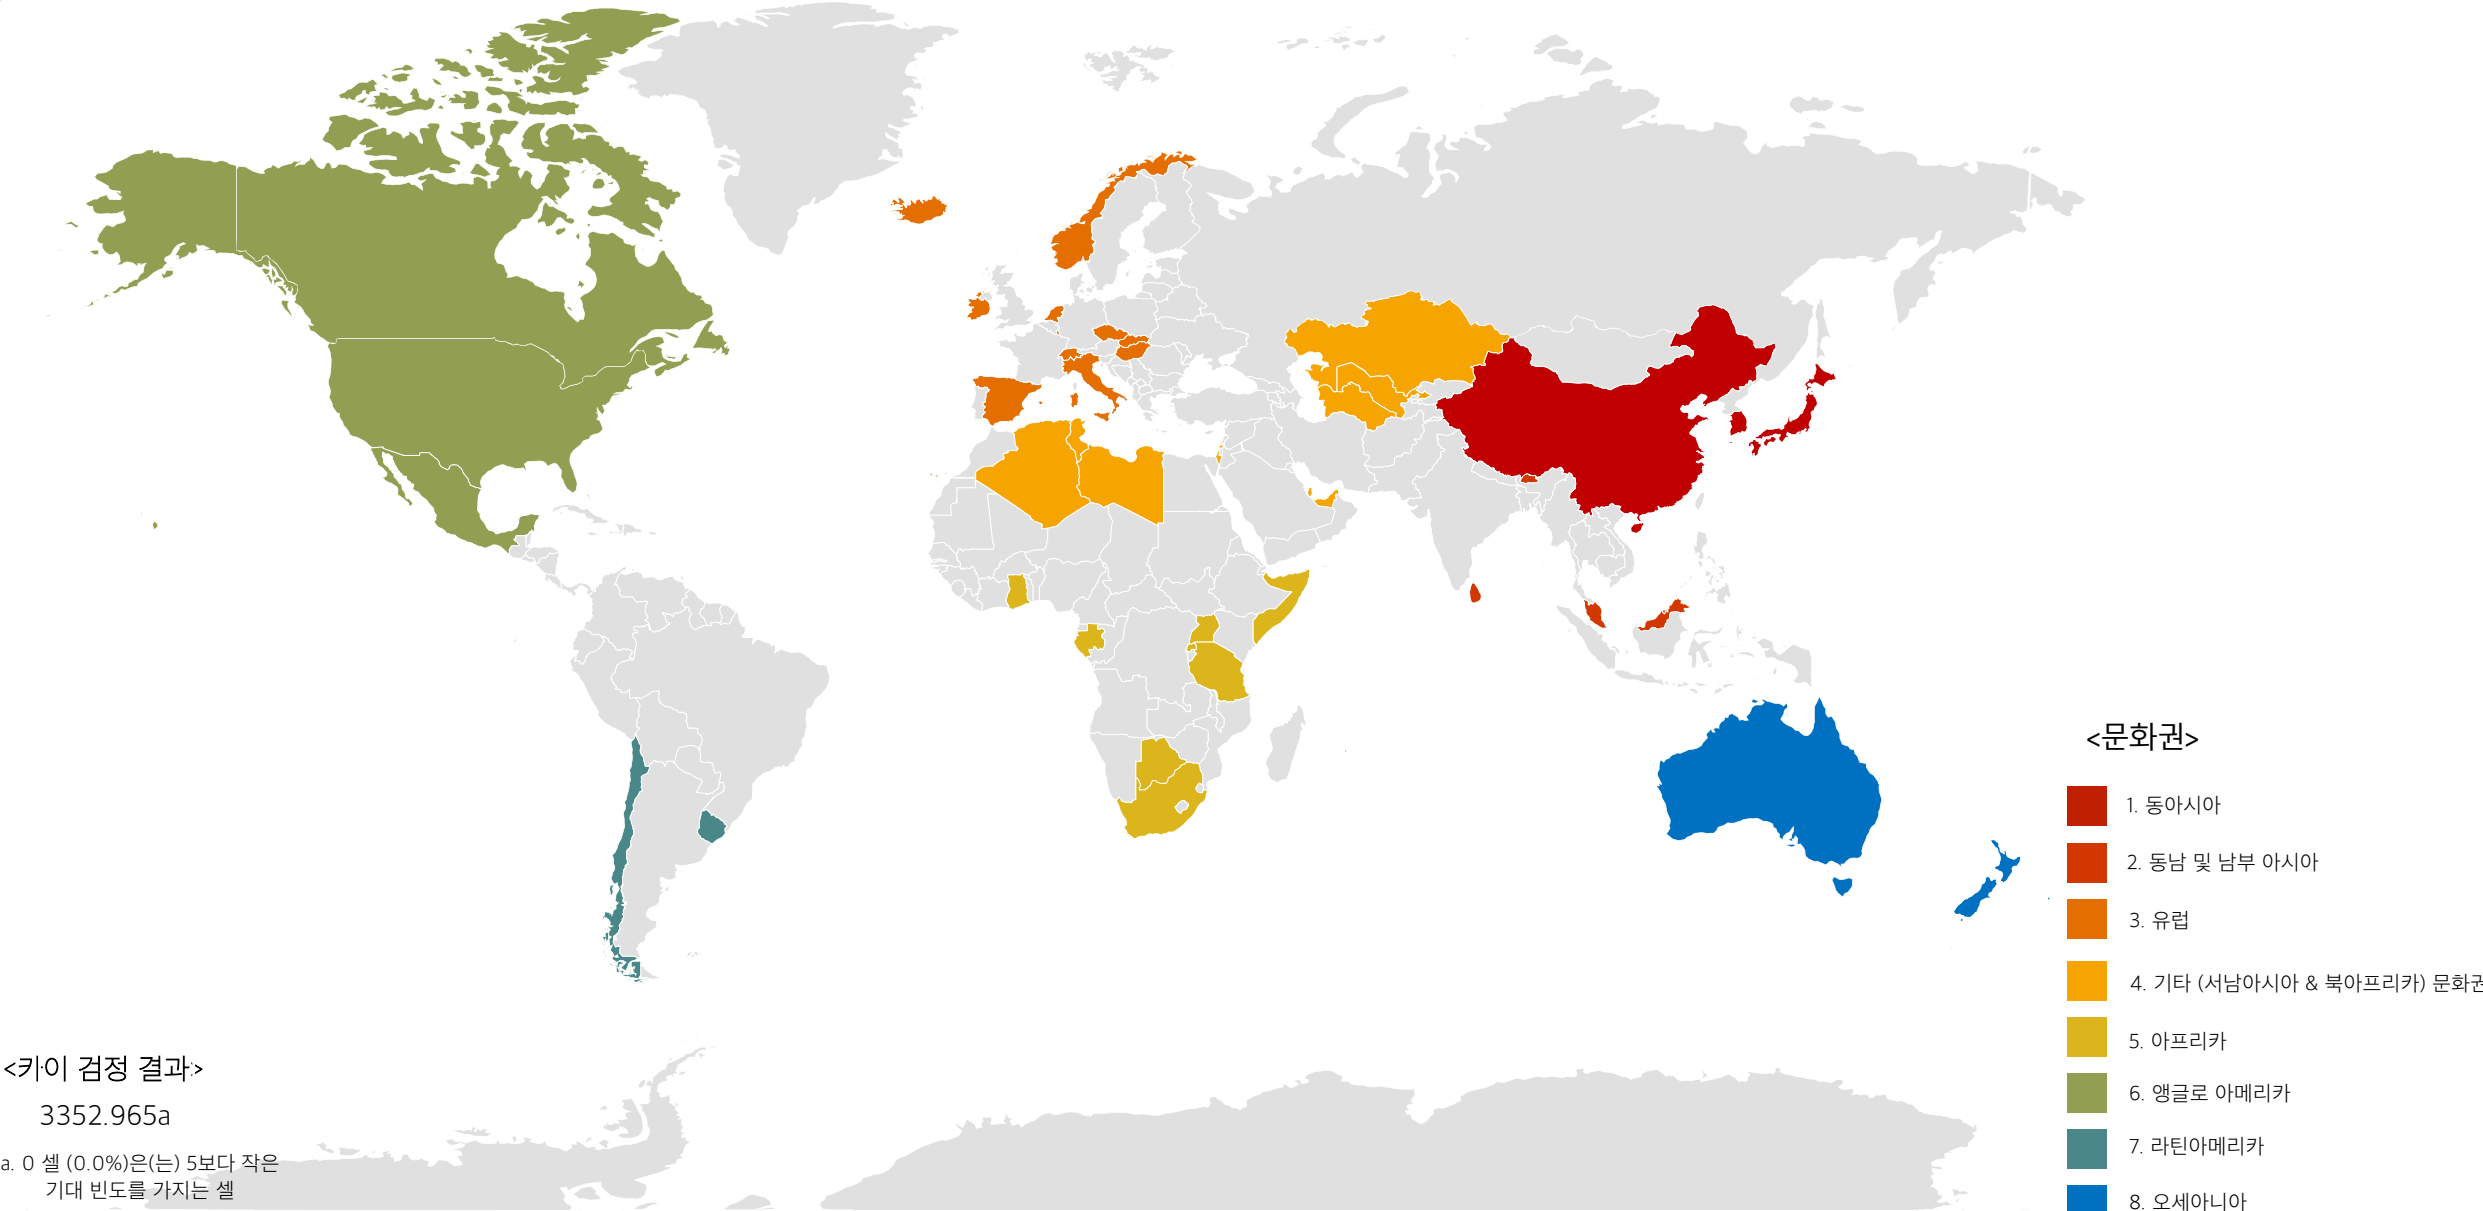 <문화권>
1. 동아시아
2. 동남 및 남부 아시아
3. 유럽
4. 기타 (서남아시아 & 북아프리카) 문화권
5. 아프리카
6. 앵글로 아메리카
7. 라틴아메리카
8. 오세아니아
<카이 검정 결과>
3352.965a
a. 0 셀 (0.0%)은(는) 5보다 작은
기대 빈도를 가지는 셀